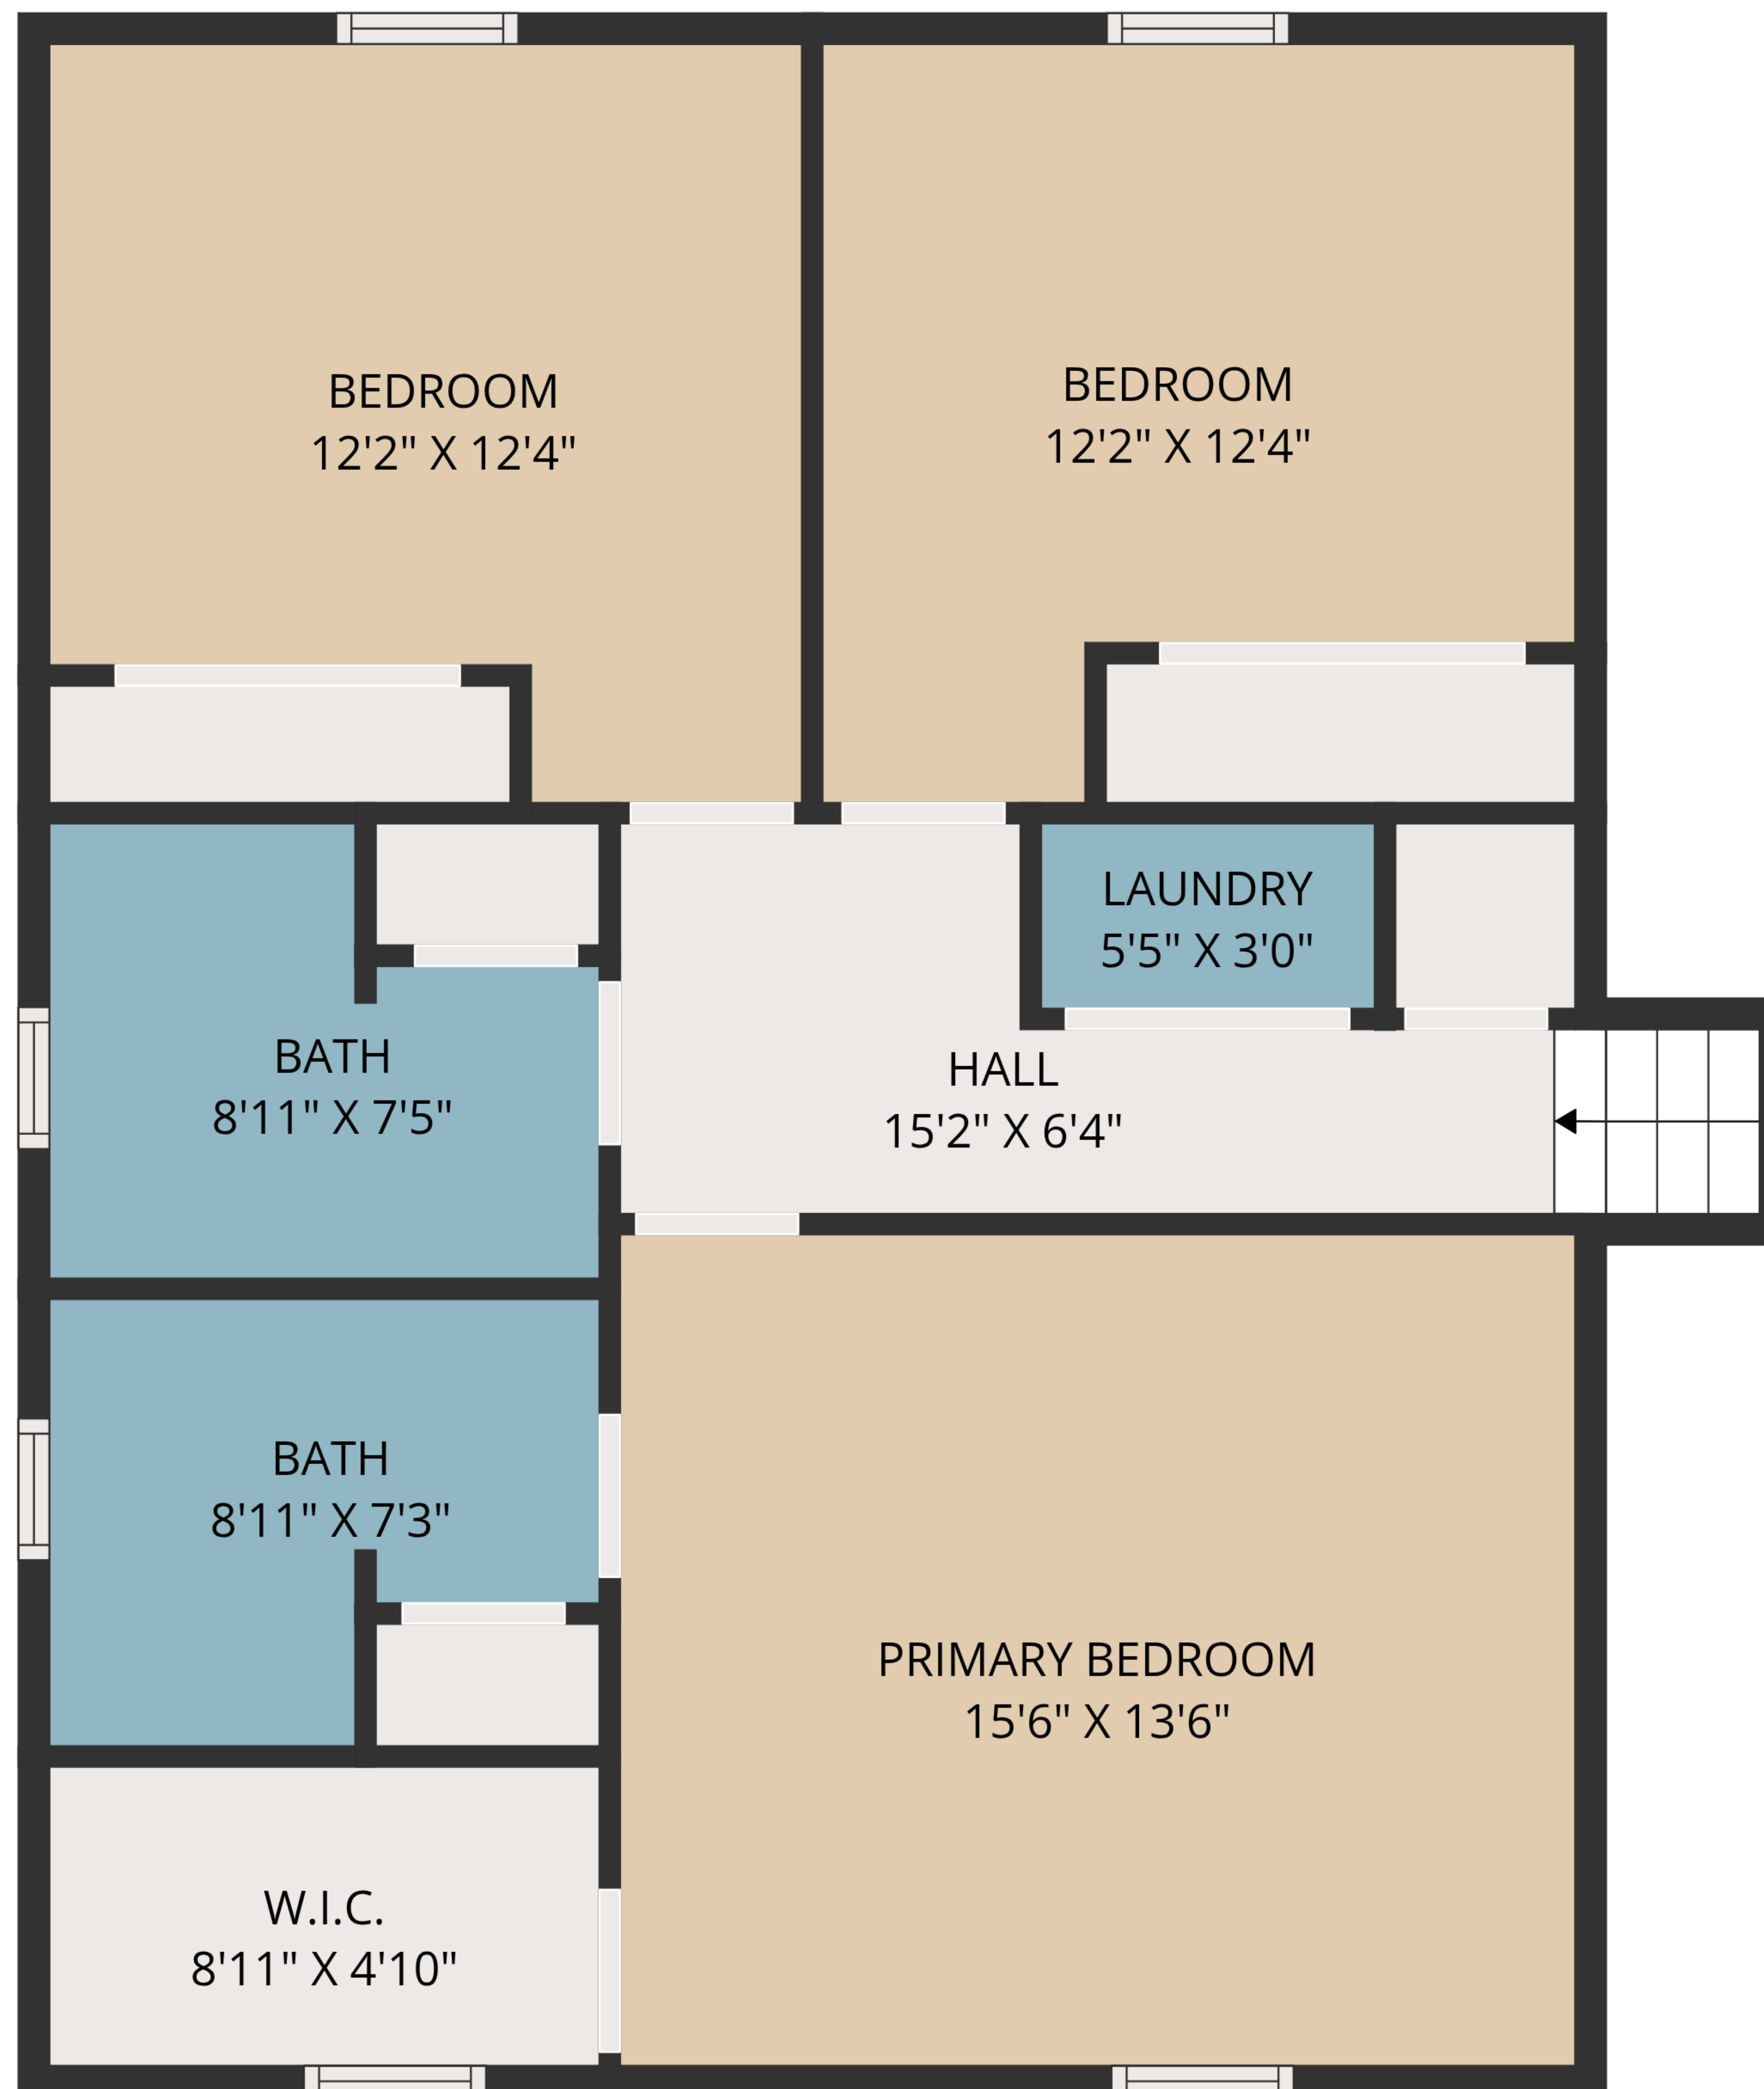 BEDROOM
12'2" X 12'4"
BEDROOM
12'2" X 12'4"
LAUNDRY
5'5" X 3'0"
BATH
8'11" X 7'5"
HALL
15'2" X 6'4"
BATH
8'11" X 7'3"
PRIMARY BEDROOM
15'6" X 13'6"
W.I.C.
8'11" X 4'10"